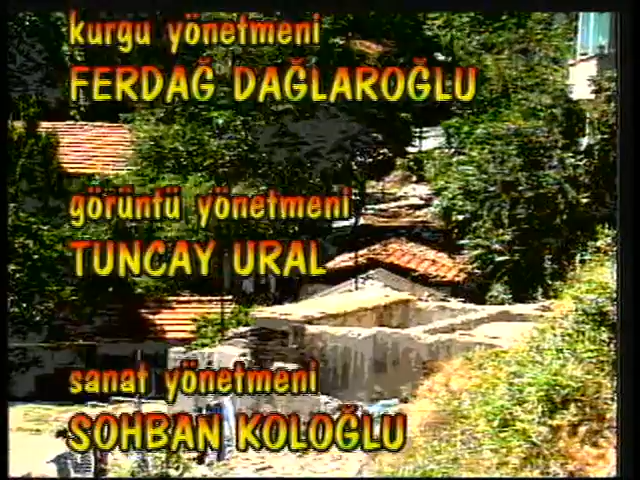 kurgu yönetmeni
FERDAĞ DAĞLAROĞLU
görüntü yönetmeni
TUNCAY URAL
sanat yönetmeni
SOHBAN KOLOĞLU